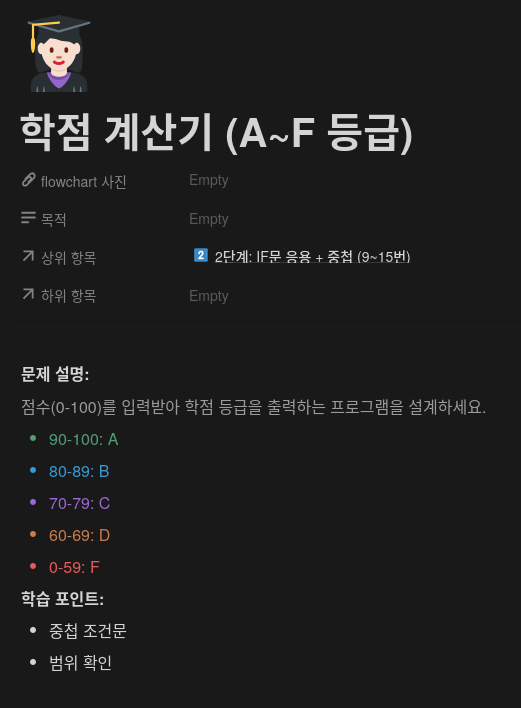 학점 계산기 (A~F 등급)
flowchart 사진 Empty
목적 Empty
상위 항목 2 2단계: IF문 응용 + 중첩 (9~15번)
하위 항목 Empty
문제 설명:
점수(0-100)를 입력받아 학점 등급을 출력하는 프로그램을 설계하세요.
• 90-100: A
• 80-89: B
• 70-79: C
• 60-69: D
• 0-59: F
학습 포인트:
• 중첩 조건문
• 범위 확인